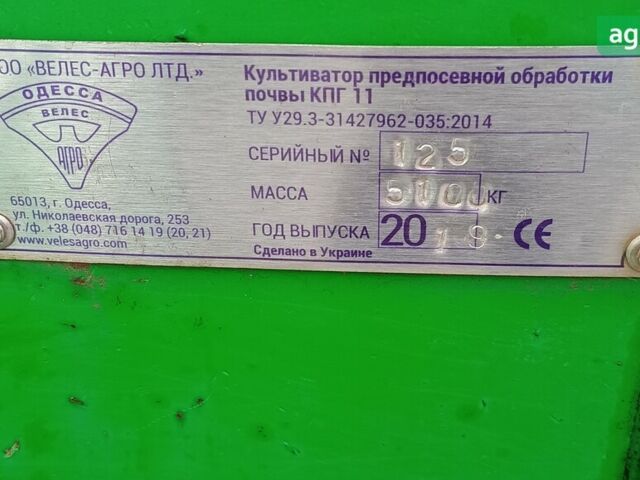 ag
ОО «ВЕЛЕС-АГРО ЛТД.»
ОДЕССА
ВЕЛЕС
АГРО
65013, г. Одесса,
ул. Николаевская дорога, 253
т./ф. +38 (048) 716 14 19 (20, 21)
www.velesagro.com
Культиватор предпосевной обработки
почвы КПГ 11
ТУ У29.3-31427962-035:2014
СЕРИЙНЫЙ № 125
МАССА 5100 КГ
ГОД ВЫПУСКА 2019 CE
Сделано в Украине